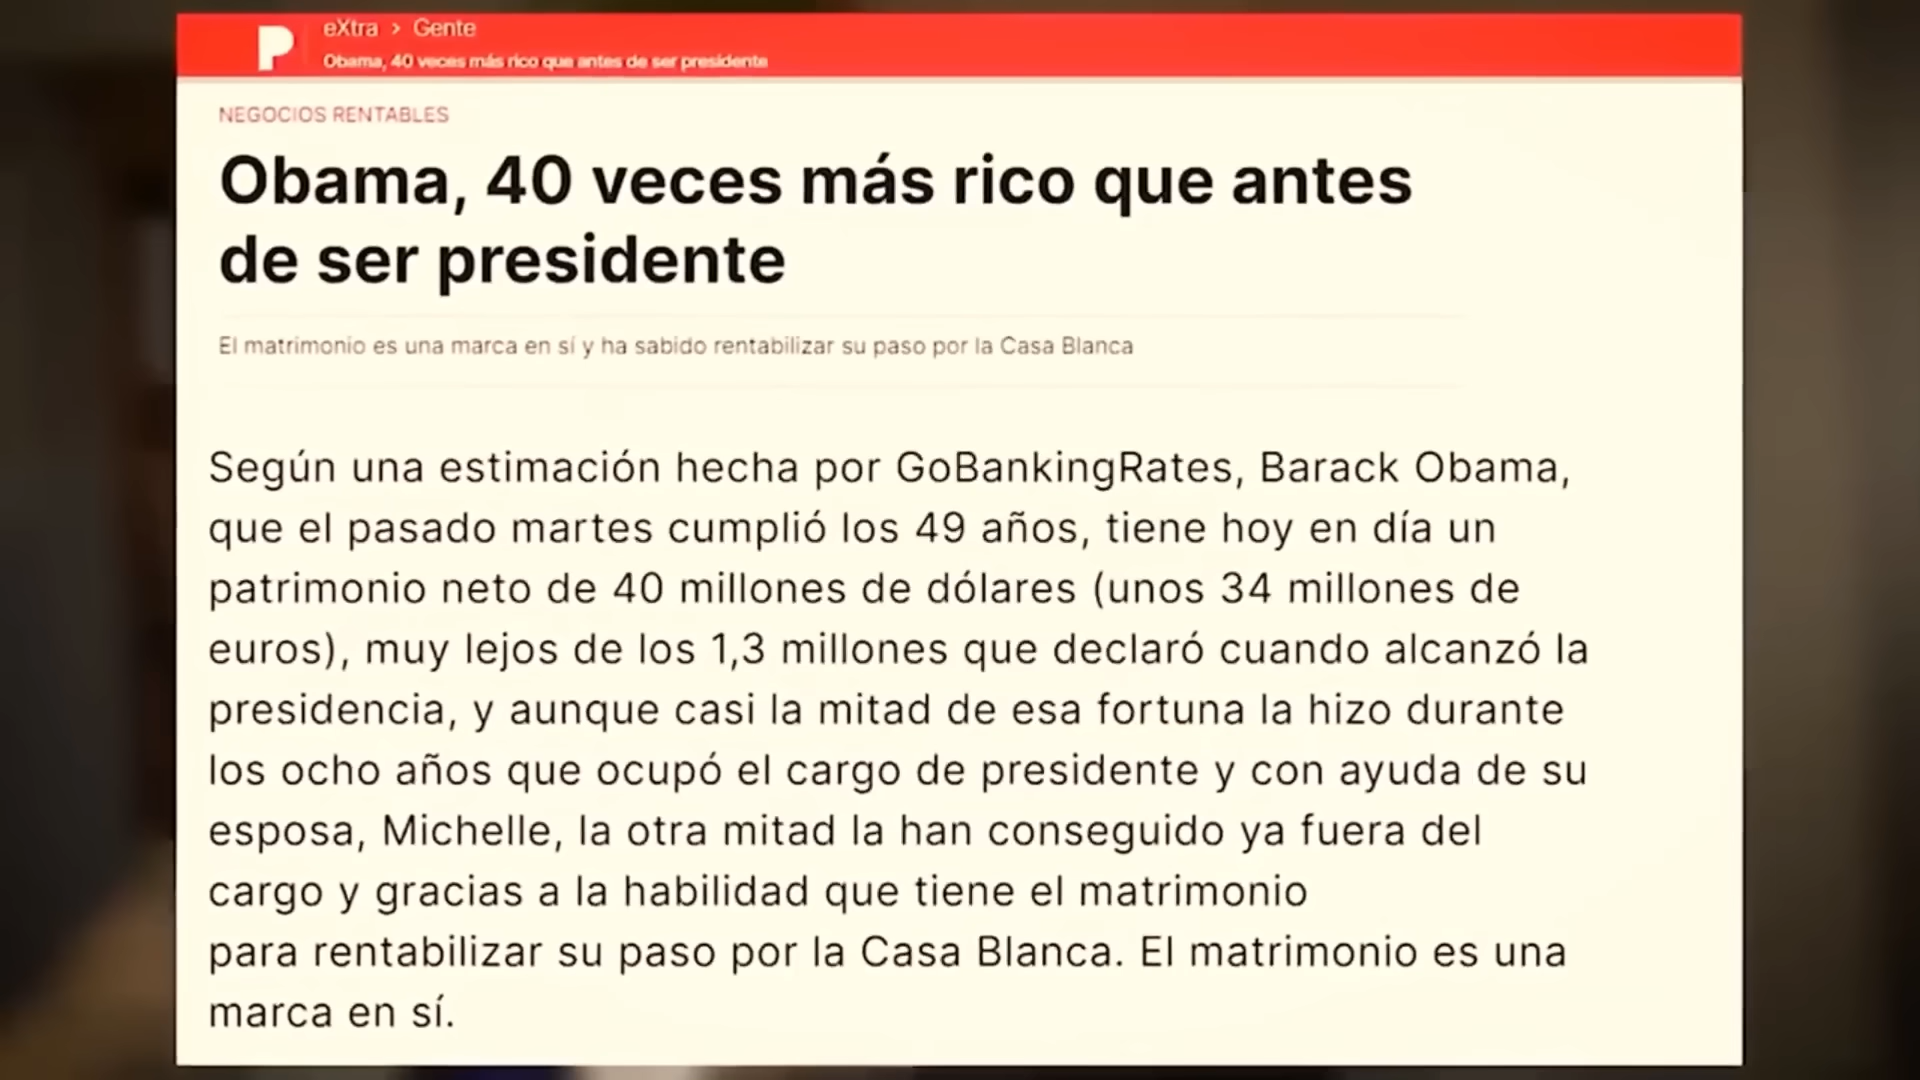 P
eXtra > Gente
Obama, 40 veces más rico que antes de ser presidente
NEGOCIOS RENTABLES
Obama, 40 veces más rico que antes
de ser presidente
El matrimonio es una marca en sí y ha sabido rentabilizar su paso por la Casa Blanca
Según una estimación hecha por GoBankingRates, Barack Obama,
que el pasado martes cumplió los 49 años, tiene hoy en día un
patrimonio neto de 40 millones de dólares (unos 34 millones de
euros), muy lejos de los 1,3 millones que declaró cuando alcanzó la
presidencia, y aunque casi la mitad de esa fortuna la hizo durante
los ocho años que ocupó el cargo de presidente y con ayuda de su
esposa, Michelle, la otra mitad la han conseguido ya fuera del
cargo y gracias a la habilidad que tiene el matrimonio
para rentabilizar su paso por la Casa Blanca. El matrimonio es una
marca en sí.